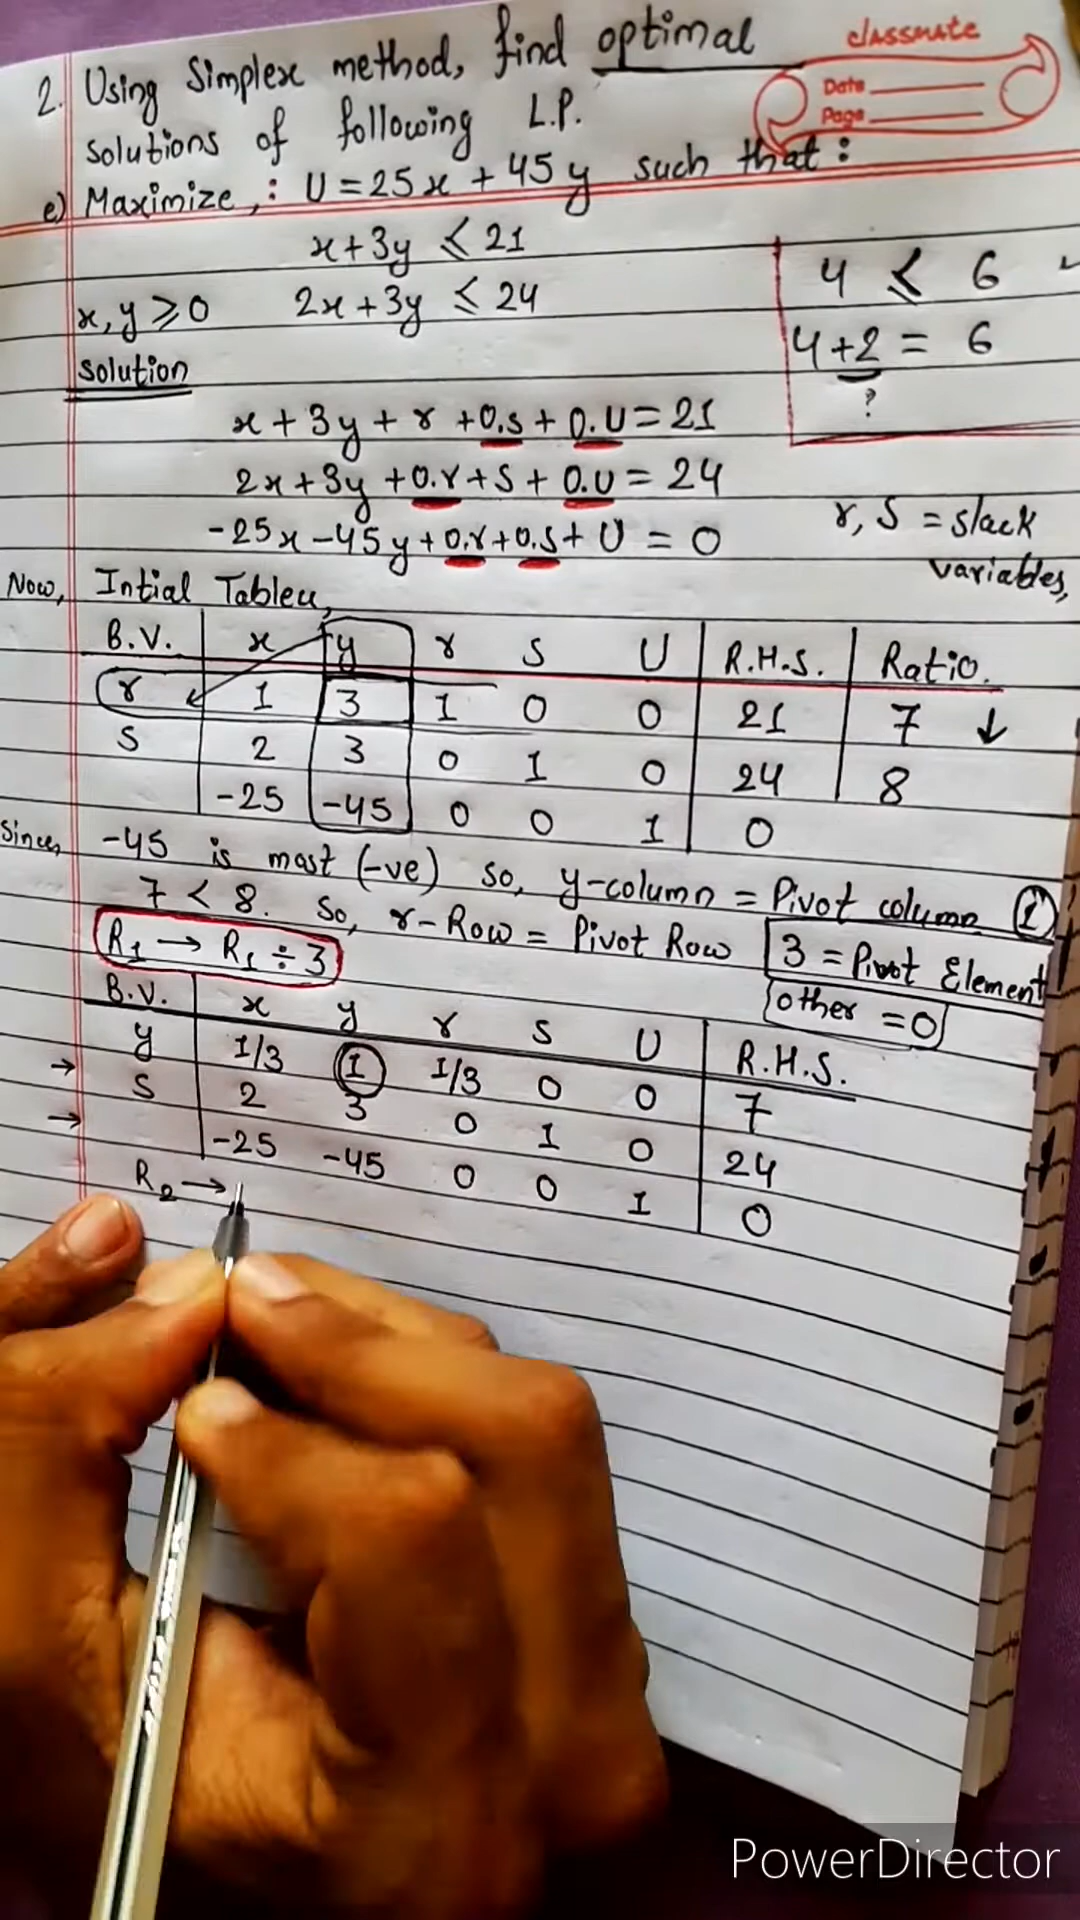 classmate
Date
Page
2. Using Simplex method, find optimal
solutions of following L.P.
e) Maximize,: U = 25x + 45y such that:
x + 3y ≤ 21
x, y ≥ 0 2x + 3y ≤ 24
4 ≤ 6
4 + 2 = 6
?
solution
x + 3y + r + 0.s + 0.U = 21
2x + 3y + 0.r + s + 0.U = 24
-25x - 45y + 0.r + 0.s + U = 0
r, s = slack
variables,
Now, Intial Tableu,
B.V. x y r s U R.H.S. Ratio.
r 1 3 1 0 0 21 7 ↓
s 2 3 0 1 0 24 8
-25 -45 0 0 1 0
Since, -45 is most (-ve) so, y-column = Pivot column 1
7 < 8. So, r-Row = Pivot Row 3 = Pivot Element
R1 → R1 ÷ 3 other = 0
B.V. x y r s U R.H.S.
y 1/3 1 1/3 0 0 7
→ s 2 3 0 1 0 24
→ -25 -45 0 0 1 0
R2 →
PowerDirector